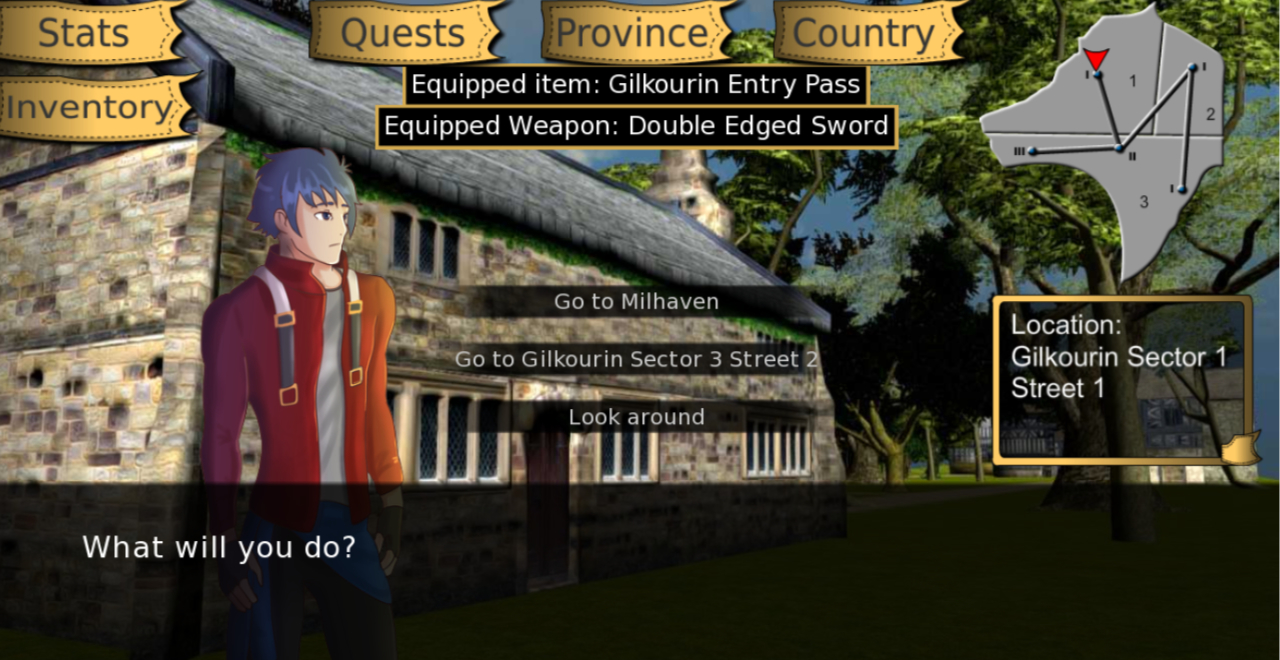 Stats
Quests
Province
Country
Inventory
Equipped item: Gilkourin Entry Pass
Equipped Weapon: Double Edged Sword
I
1
I
2
III
II
I
3
Go to Milhaven
Go to Gilkourin Sector 3 Street 2
Look around
Location:
Gilkourin Sector 1
Street 1
What will you do?